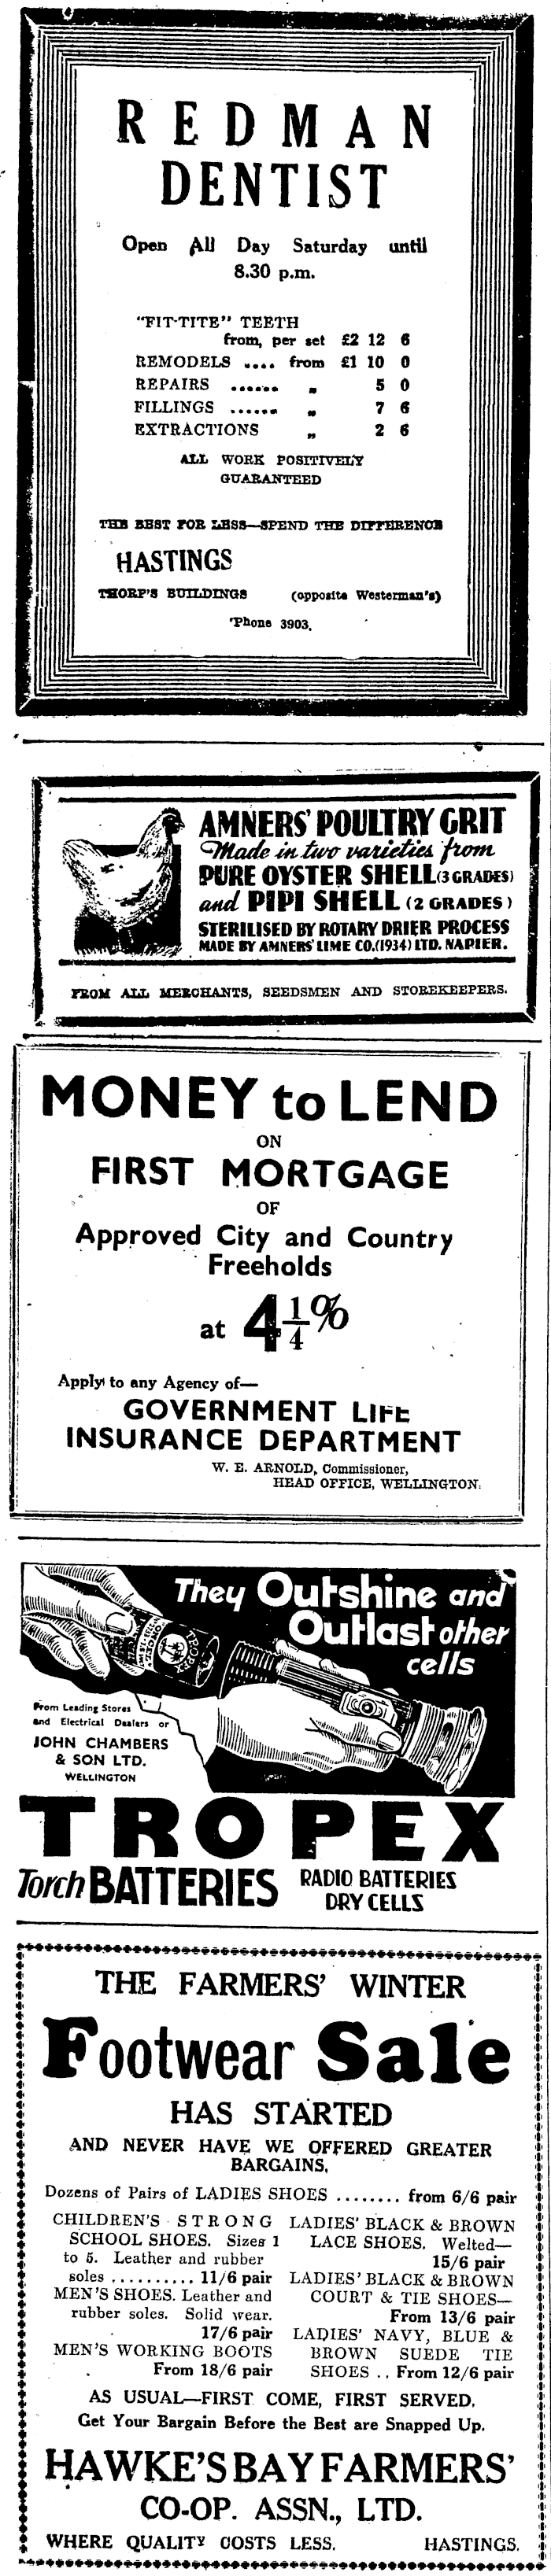 REDMAN
DENTIST
Open All Day Saturday until
8.30 p.m.
"FIT-TITE" TEETH
from, per set £2 12 6
REMODELS .... from £1 10 0
REPAIRS ...... „ 5 0
FILLINGS ...... „ 7 6
EXTRACTIONS „ 2 6
ALL WORK POSITIVELY
GUARANTEED
THE BEST FOR LESS—SPEND THE DIFFERENCE
HASTINGS
THORP'S BUILDINGS (opposite Westerman's)
'Phone 3903.
AMNERS' POULTRY GRIT
Made in two varieties from
PURE OYSTER SHELL (3 GRADES)
and PIPI SHELL (2 GRADES)
STERILISED BY ROTARY DRIER PROCESS
MADE BY AMNERS' LIME CO. (1934) LTD. NAPIER.
FROM ALL MERCHANTS, SEEDSMEN AND STOREKEEPERS.
MONEY to LEND
ON
FIRST MORTGAGE
OF
Approved City and Country
Freeholds
at 4 1/4 %
Apply to any Agency of—
GOVERNMENT LIFE
INSURANCE DEPARTMENT
W. E. ARNOLD, Commissioner,
HEAD OFFICE, WELLINGTON.
They Outshine and
Outlast other
cells
From Leading Stores
and Electrical Dealers or
JOHN CHAMBERS
& SON LTD.
WELLINGTON
TROPEX
Torch BATTERIES
RADIO BATTERIES
DRY CELLS
THE FARMERS' WINTER
Footwear Sale
HAS STARTED
AND NEVER HAVE WE OFFERED GREATER
BARGAINS.
Dozens of Pairs of LADIES SHOES ........ from 6/6 pair
CHILDREN'S STRONG
SCHOOL SHOES. Sizes 1
to 5. Leather and rubber
soles .......... 11/6 pair
MEN'S SHOES. Leather and
rubber soles. Solid wear.
17/6 pair
MEN'S WORKING BOOTS
From 18/6 pair
LADIES' BLACK & BROWN
LACE SHOES. Welted—
15/6 pair
LADIES' BLACK & BROWN
COURT & TIE SHOES—
From 13/6 pair
LADIES' NAVY, BLUE &
BROWN SUEDE TIE
SHOES .. From 12/6 pair
AS USUAL—FIRST COME, FIRST SERVED.
Get Your Bargain Before the Best are Snapped Up.
HAWKE'S BAY FARMERS'
CO-OP. ASSN., LTD.
WHERE QUALITY COSTS LESS. HASTINGS.